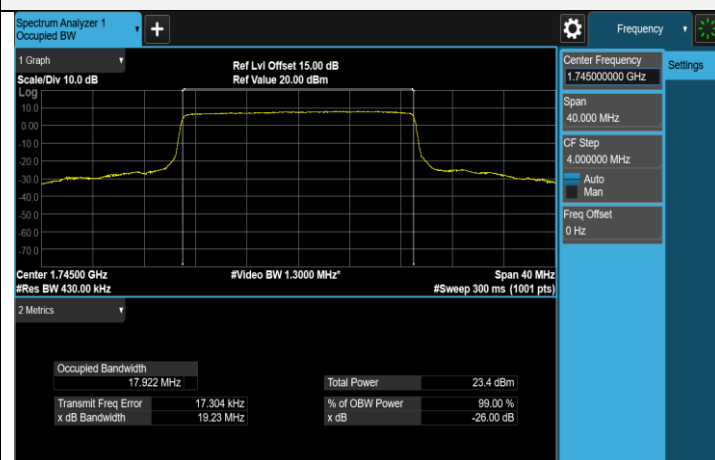 Spectrum Analyzer 1
Occupied BW
+
Frequency
1 Graph
Scale/Div 10.0 dB
Ref Lvl Offset 15.00 dB
Ref Value 20.00 dBm
Log
10.0
0.00
-10.0
-20.0
-30.0
-40.0
-50.0
-60.0
-70.0
Center 1.74500 GHz
#Video BW 1.3000 MHz*
Span 40 MHz
#Res BW 430.00 kHz
#Sweep 300 ms (1001 pts)
2 Metrics
Occupied Bandwidth
17.922 MHz
Transmit Freq Error 17.304 kHz
x dB Bandwidth 19.23 MHz
Total Power 23.4 dBm
% of OBW Power 99.00 %
x dB -26.00 dB
Center Frequency
1.745000000 GHz
Settings
Span
40.000 MHz
CF Step
4.000000 MHz
Auto
Man
Freq Offset
0 Hz